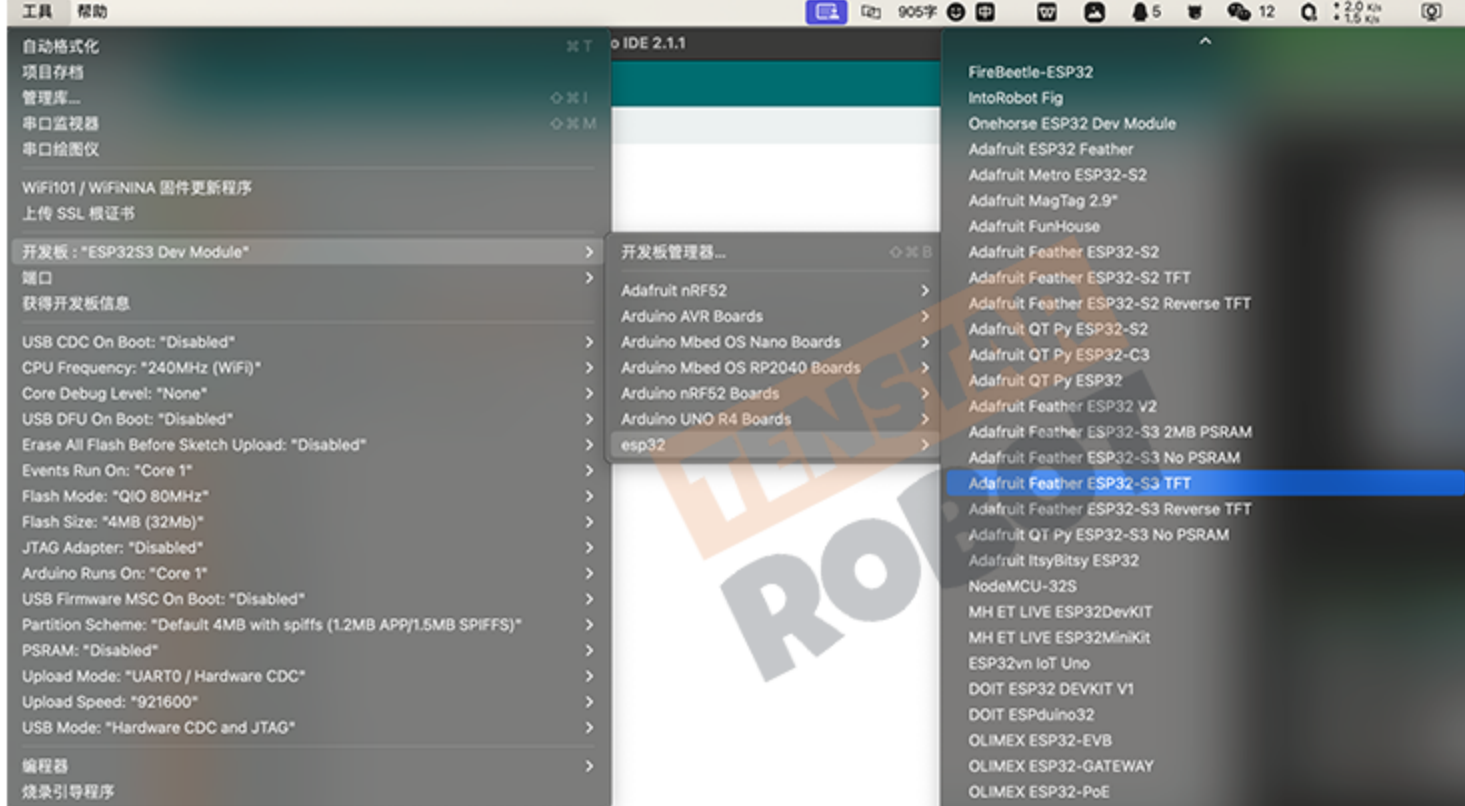 工具 帮助 905字 5 12 2.0 K/s
1.5 K/s
自动格式化 ⌘ T
项目存档
管理库... ⇧ ⌘ I
串口监视器 ⇧ ⌘ M
串口绘图仪
WiFi101 / WiFiNINA 固件更新程序
上传 SSL 根证书
开发板 : "ESP32S3 Dev Module"
端口
获得开发板信息
USB CDC On Boot: "Disabled"
CPU Frequency: "240MHz (WiFi)"
Core Debug Level: "None"
USB DFU On Boot: "Disabled"
Erase All Flash Before Sketch Upload: "Disabled"
Events Run On: "Core 1"
Flash Mode: "QIO 80MHz"
Flash Size: "4MB (32Mb)"
JTAG Adapter: "Disabled"
Arduino Runs On: "Core 1"
USB Firmware MSC On Boot: "Disabled"
Partition Scheme: "Default 4MB with spiffs (1.2MB APP/1.5MB SPIFFS)"
PSRAM: "Disabled"
Upload Mode: "UART0 / Hardware CDC"
Upload Speed: "921600"
USB Mode: "Hardware CDC and JTAG"
编程器
烧录引导程序
o IDE 2.1.1
开发板管理器... ⇧ ⌘ B
Adafruit nRF52
Arduino AVR Boards
Arduino Mbed OS Nano Boards
Arduino Mbed OS RP2040 Boards
Arduino nRF52 Boards
Arduino UNO R4 Boards
esp32
FireBeetle-ESP32
IntoRobot Fig
Onehorse ESP32 Dev Module
Adafruit ESP32 Feather
Adafruit Metro ESP32-S2
Adafruit MagTag 2.9"
Adafruit FunHouse
Adafruit Feather ESP32-S2
Adafruit Feather ESP32-S2 TFT
Adafruit Feather ESP32-S2 Reverse TFT
Adafruit QT Py ESP32-S2
Adafruit QT Py ESP32-C3
Adafruit QT Py ESP32
Adafruit Feather ESP32 V2
Adafruit Feather ESP32-S3 2MB PSRAM
Adafruit Feather ESP32-S3 No PSRAM
Adafruit Feather ESP32-S3 TFT
Adafruit Feather ESP32-S3 Reverse TFT
Adafruit QT Py ESP32-S3 No PSRAM
Adafruit ItsyBitsy ESP32
NodeMCU-32S
MH ET LIVE ESP32DevKIT
MH ET LIVE ESP32MiniKit
ESP32vn IoT Uno
DOIT ESP32 DEVKIT V1
DOIT ESPduino32
OLIMEX ESP32-EVB
OLIMEX ESP32-GATEWAY
OLIMEX ESP32-PoE
TENSTAR
ROBOT